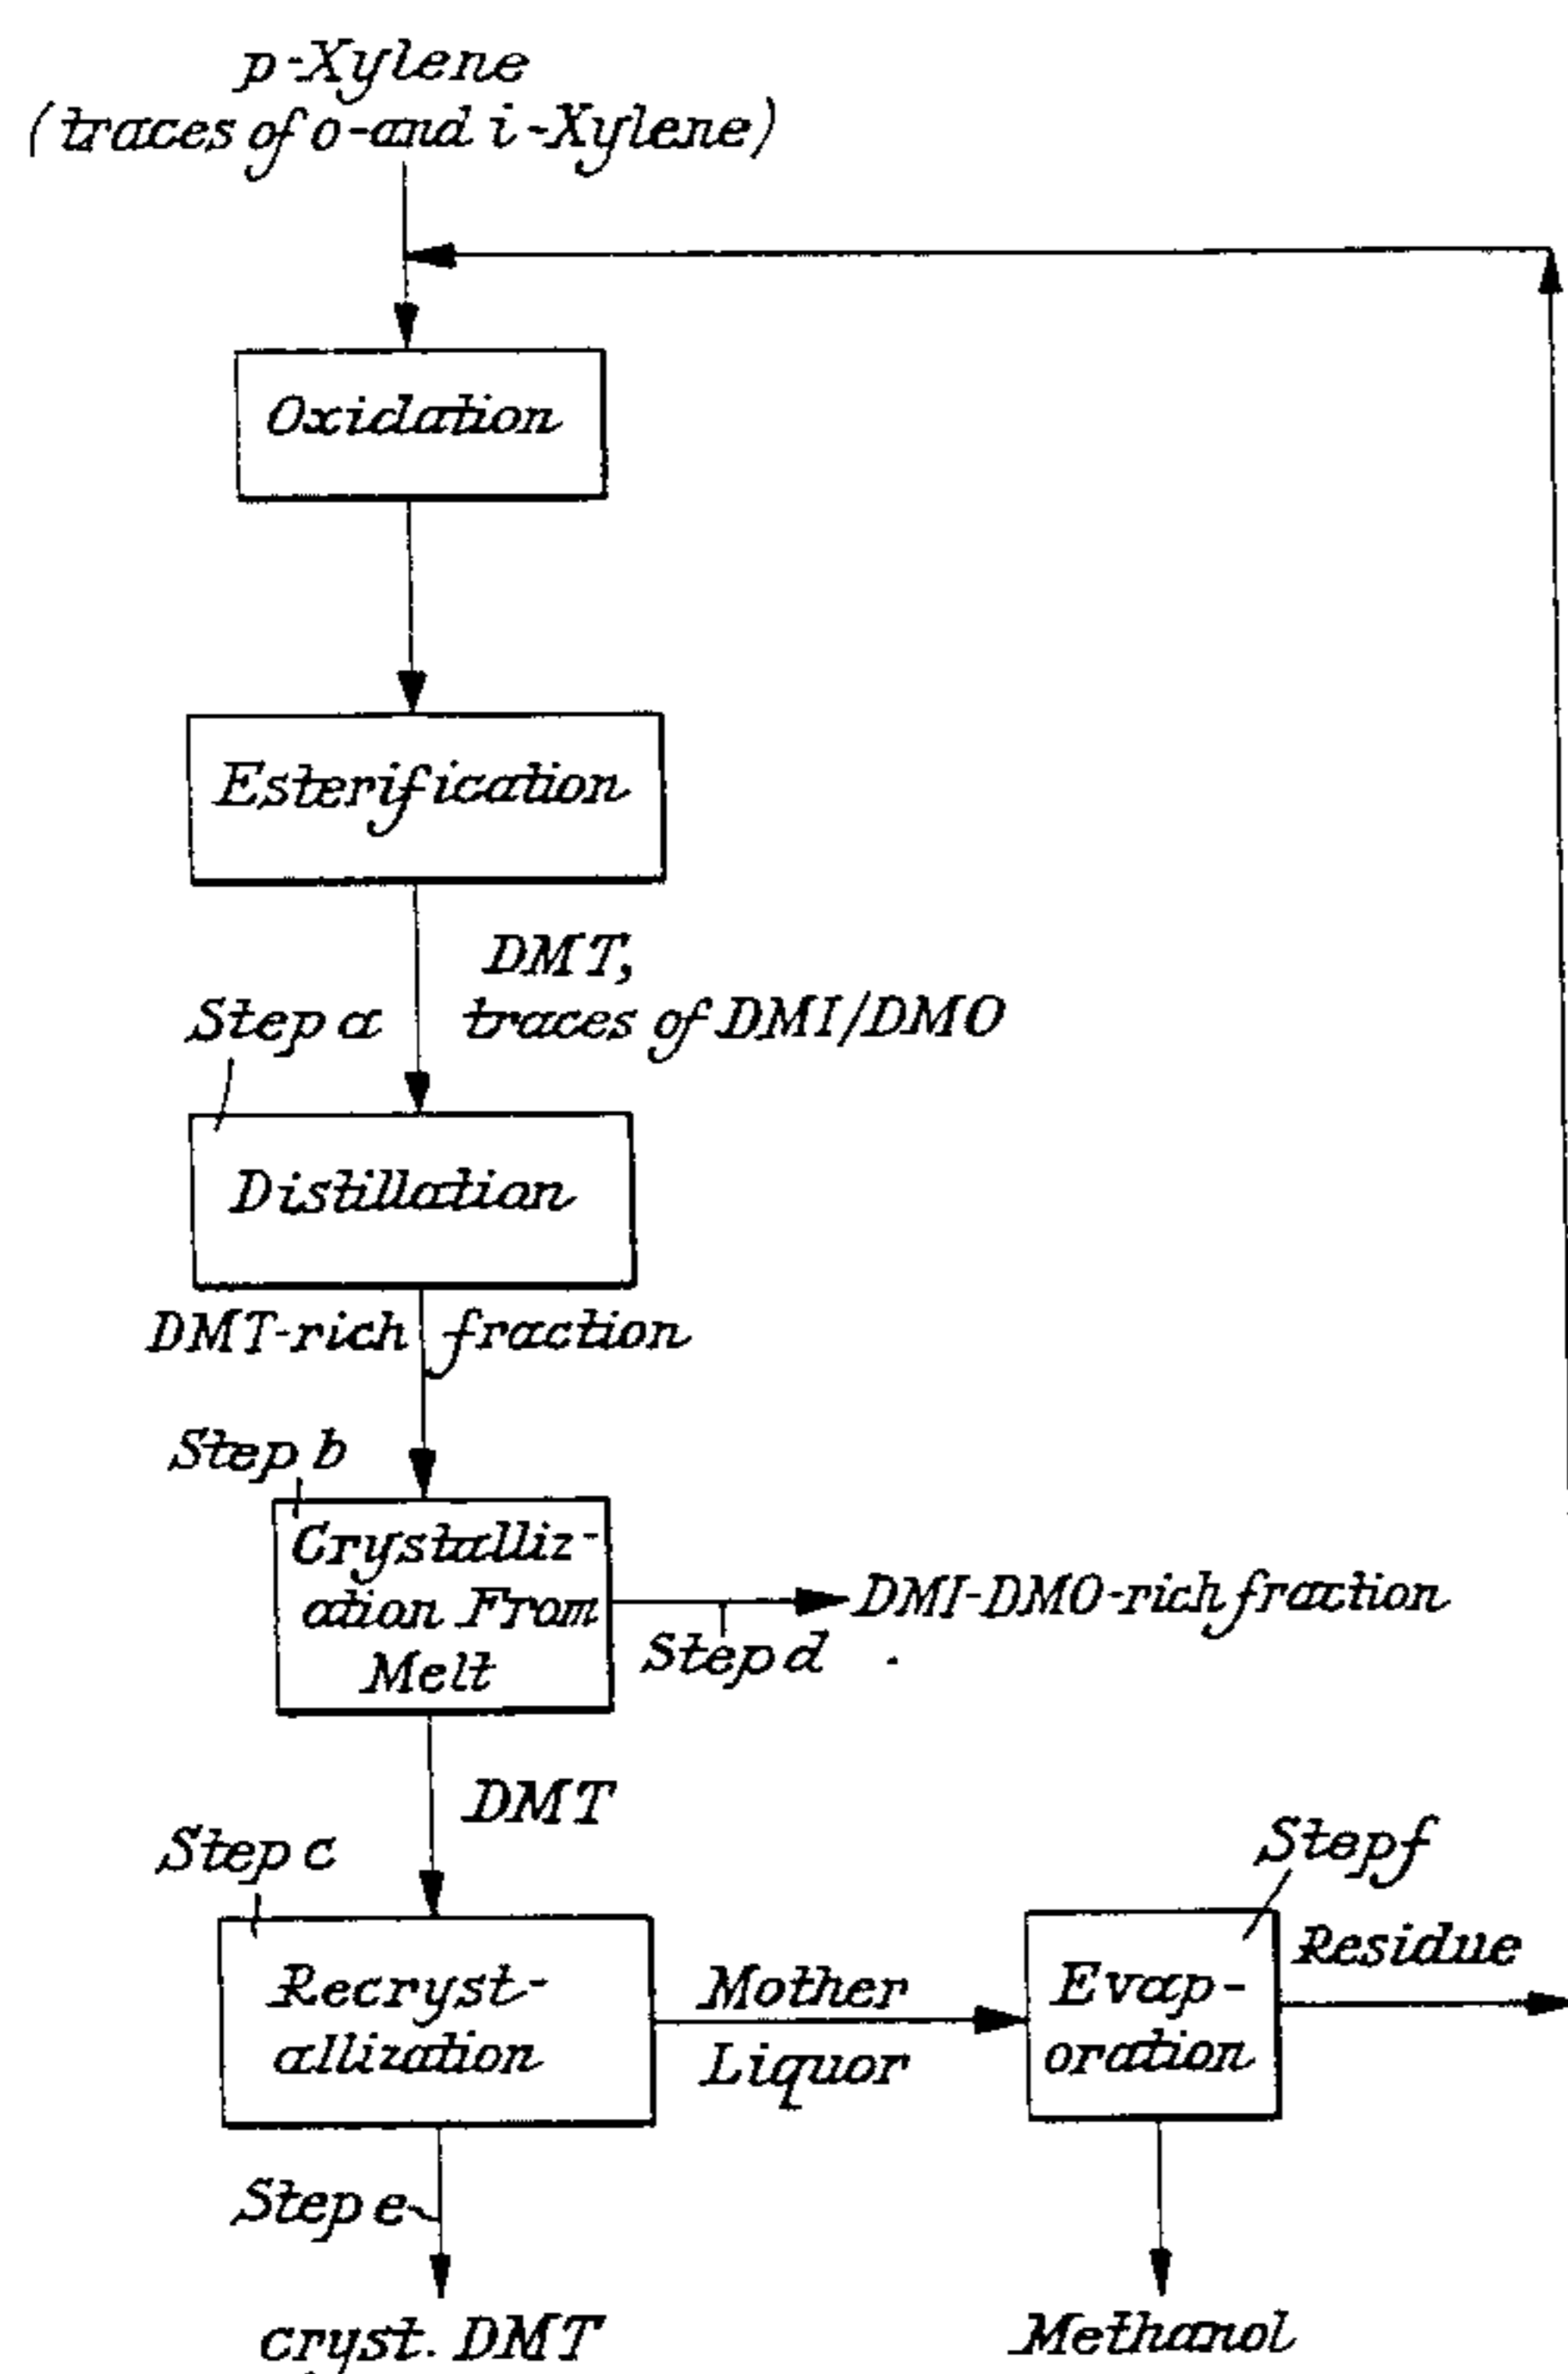 p-Xylene
(traces of o-and i-Xylene)
Oxidation
Esterification
DMT,
traces of DMI/DMO
Step a
Distillation
DMT-rich fraction
Step b
Crystalliz-
ation From
Melt
DMI-DMO-rich fraction
Step d
DMT
Step c
Recryst-
allization
Mother
Liquor
Step f
Evap-
oration
Residue
Step e
cryst. DMT
Methanol